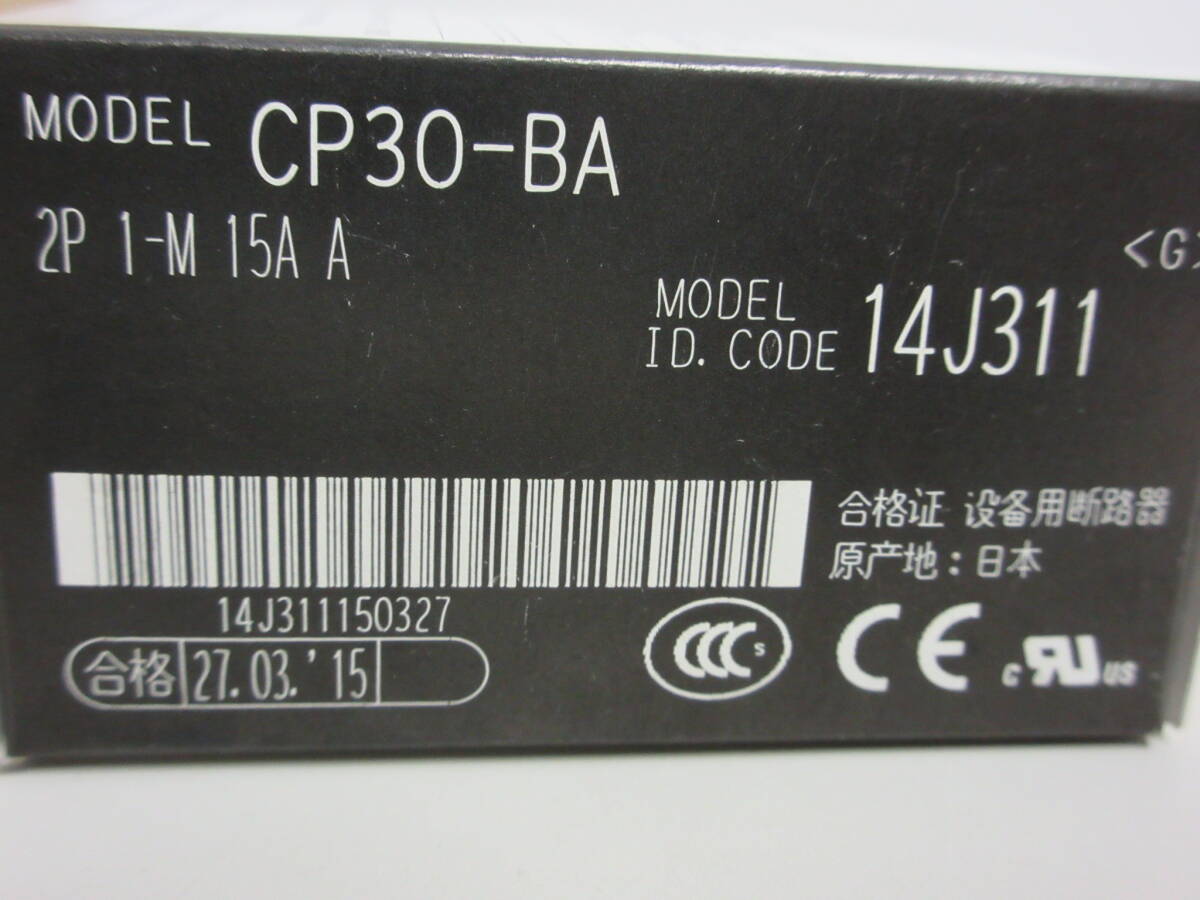 MODEL CP30-BA
2P 1-M 15A A
<G>
MODEL ID. CODE 14J311
合格证 设备用断路器
原产地：日本
14J311150327
合格 27.03.'15
CCC S
CE
c RU US